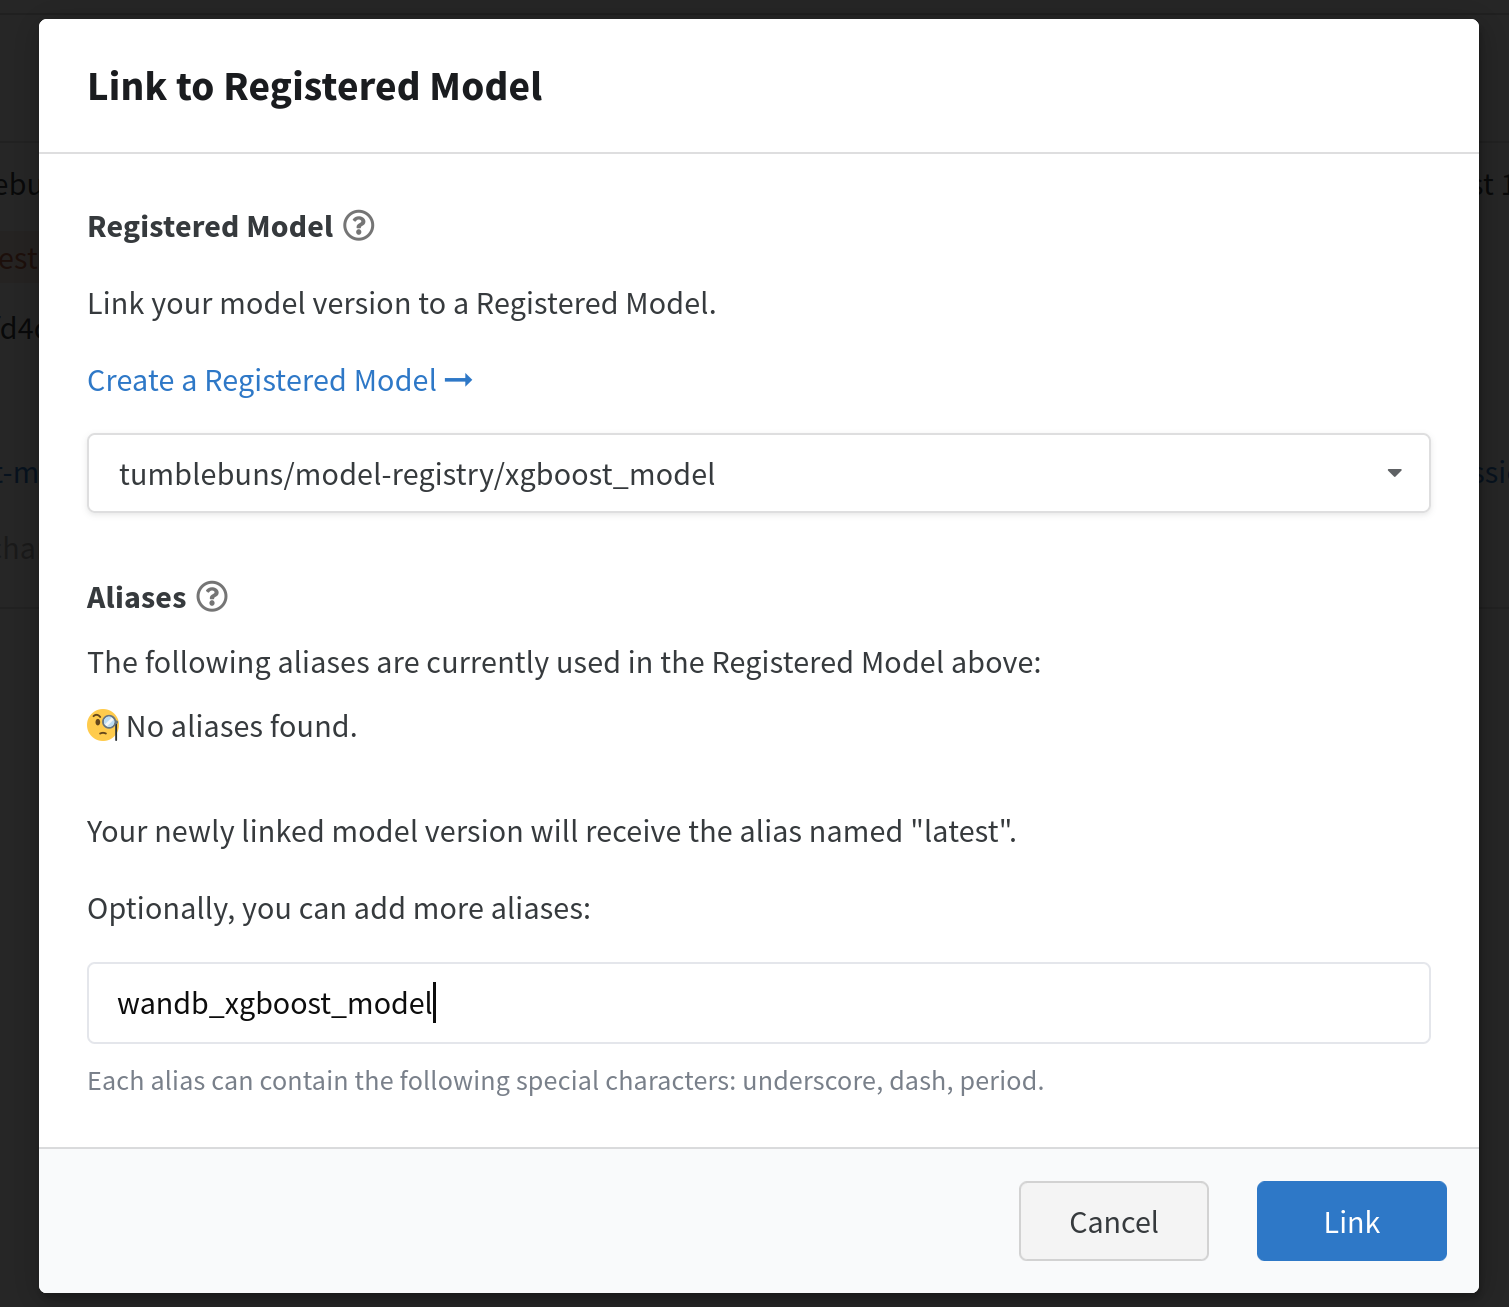 Link to Registered Model
Registered Model ?
Link your model version to a Registered Model.
Create a Registered Model →
tumblebuns/model-registry/xgboost_model
Aliases ?
The following aliases are currently used in the Registered Model above:
🧐 No aliases found.
Your newly linked model version will receive the alias named "latest".
Optionally, you can add more aliases:
wandb_xgboost_model
Each alias can contain the following special characters: underscore, dash, period.
Cancel Link